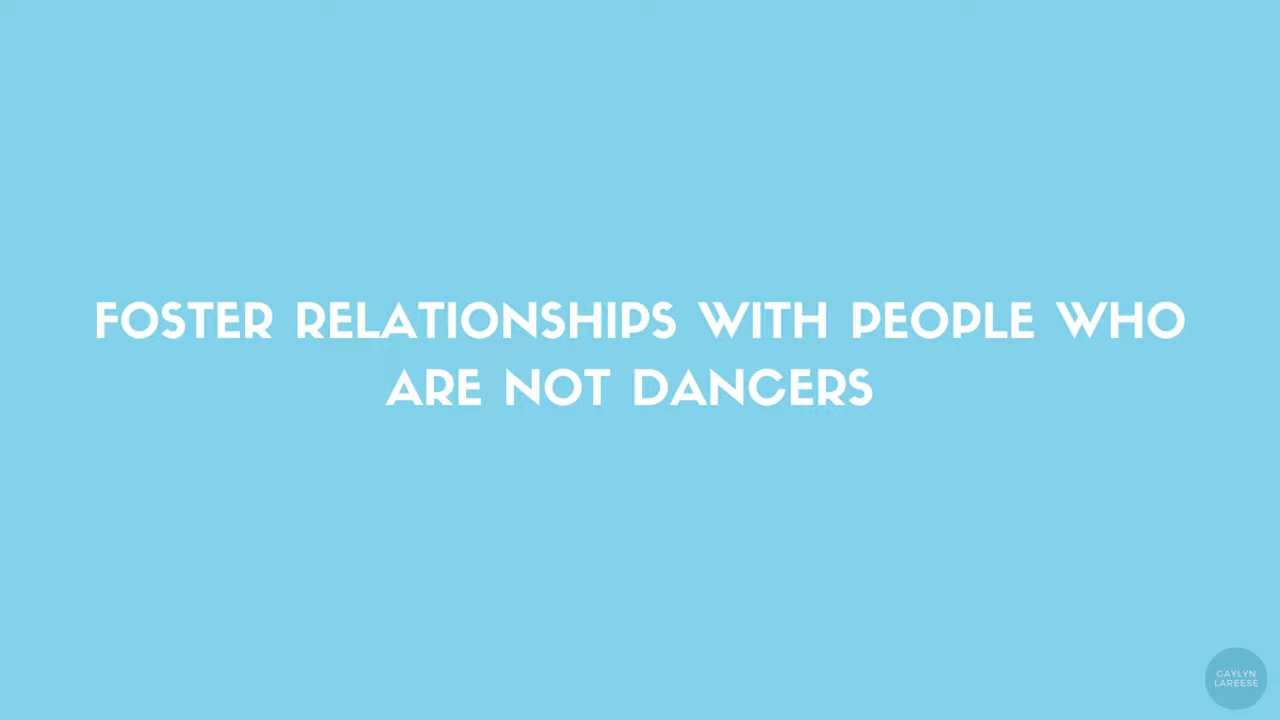 FOSTER RELATIONSHIPS WITH PEOPLE WHO
ARE NOT DANCERS
GAYLYN
LAREESE